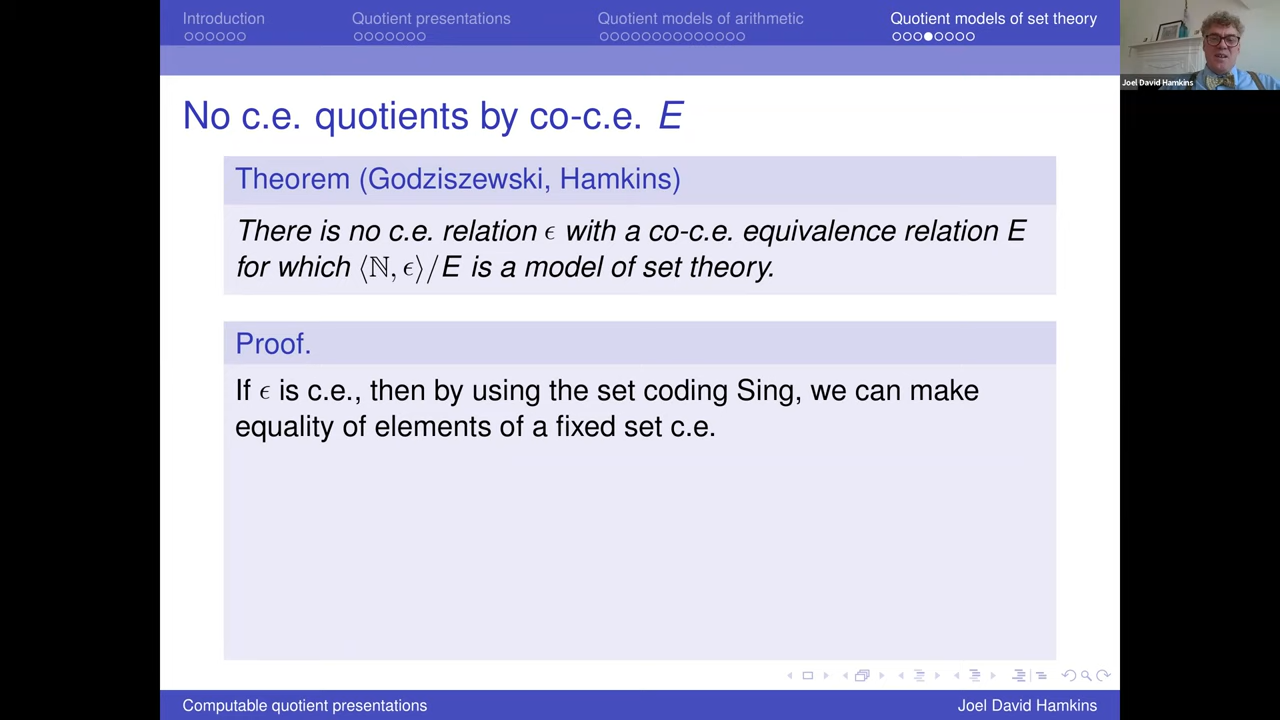 Introduction Quotient presentations Quotient models of arithmetic Quotient models of set theory
Joel David Hamkins
No c.e. quotients by co-c.e. E
Theorem (Godziszewski, Hamkins)
There is no c.e. relation ϵ with a co-c.e. equivalence relation E
for which ⟨ℕ, ϵ⟩/E is a model of set theory.
Proof.
If ϵ is c.e., then by using the set coding Sing, we can make
equality of elements of a fixed set c.e.
Computable quotient presentations Joel David Hamkins